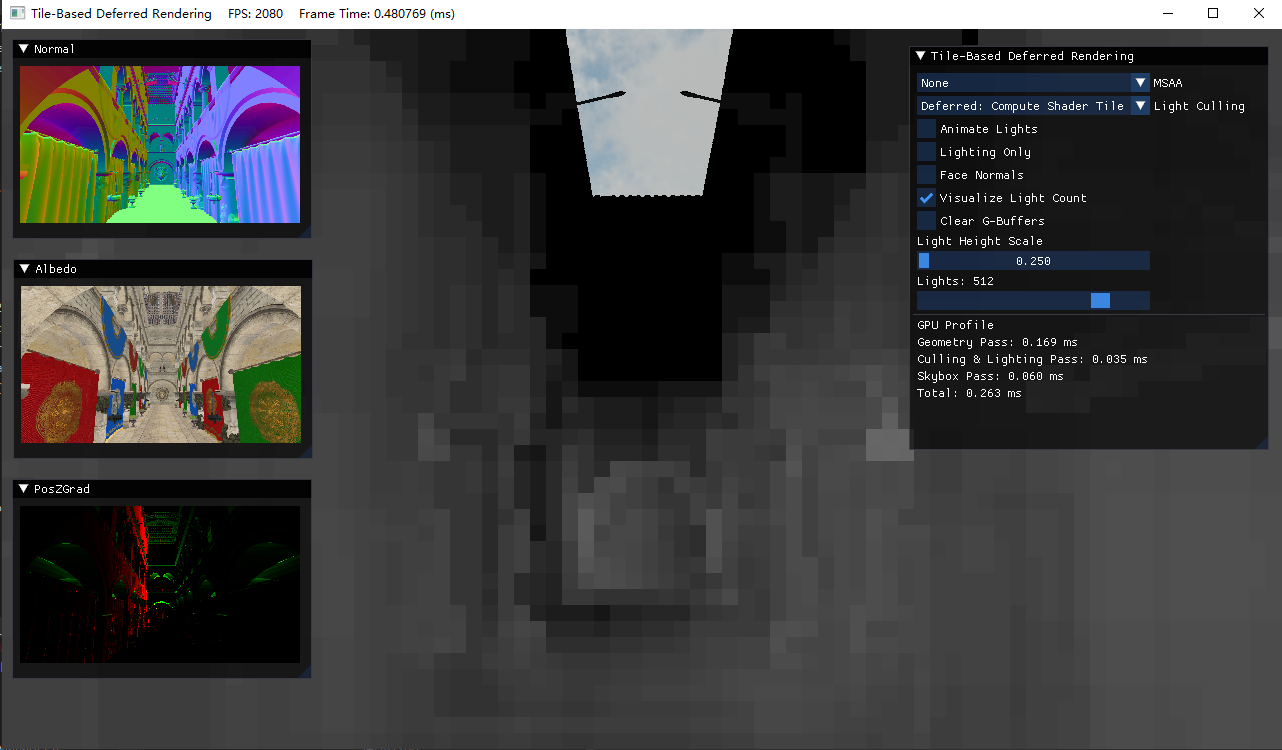 Tile-Based Deferred Rendering    FPS: 2080    Frame Time: 0.480769 (ms)
Normal
Albedo
PosZGrad
Tile-Based Deferred Rendering
None MSAA
Deferred: Compute Shader Tile Light Culling
Animate Lights
Lighting Only
Face Normals
Visualize Light Count
Clear G-Buffers
Light Height Scale
0.250
Lights: 512
GPU Profile
Geometry Pass: 0.169 ms
Culling & Lighting Pass: 0.035 ms
Skybox Pass: 0.060 ms
Total: 0.263 ms